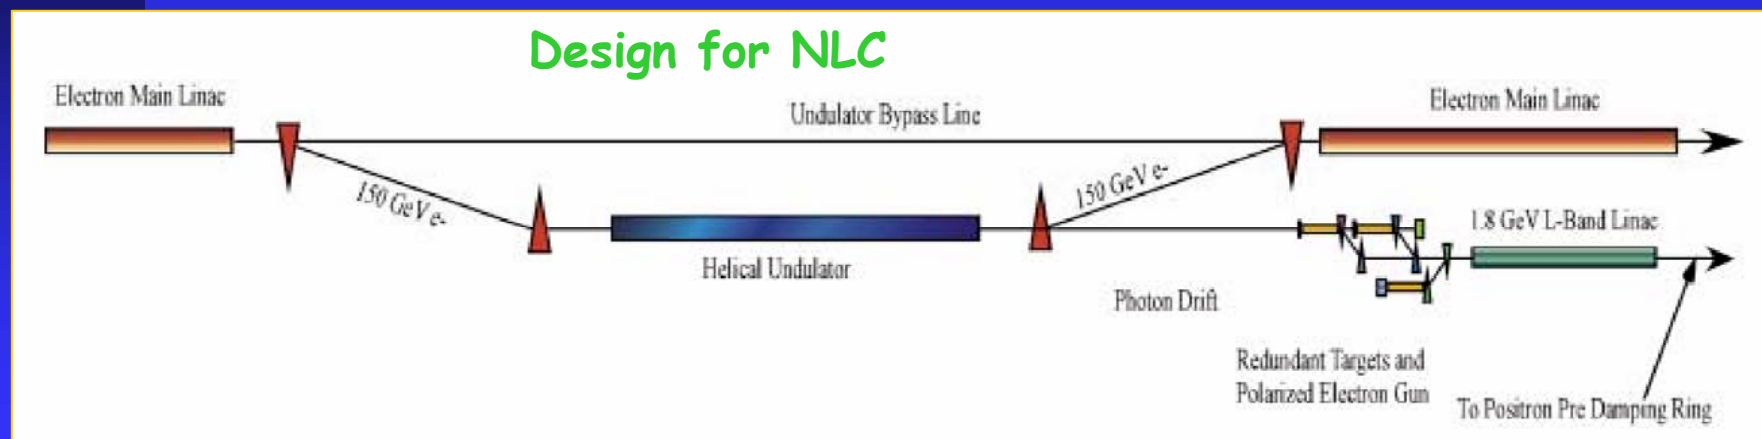 Design for NLC
Electron Main Linac
Undulator Bypass Line
Electron Main Linac
150 GeV e-
150 GeV e-
Helical Undulator
1.8 GeV L-Band Linac
Photon Drift
Redundant Targets and
Polarized Electron Gun
To Positron Pre Damping Ring